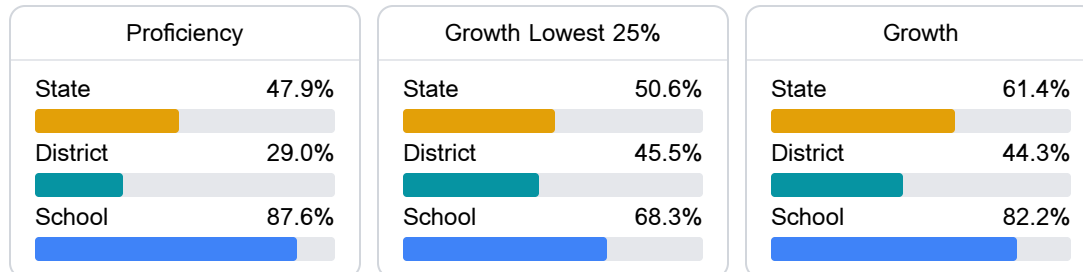 Proficiency
State 47.9%
District 29.0%
School 87.6%
Growth Lowest 25%
State 50.6%
District 45.5%
School 68.3%
Growth
State 61.4%
District 44.3%
School 82.2%